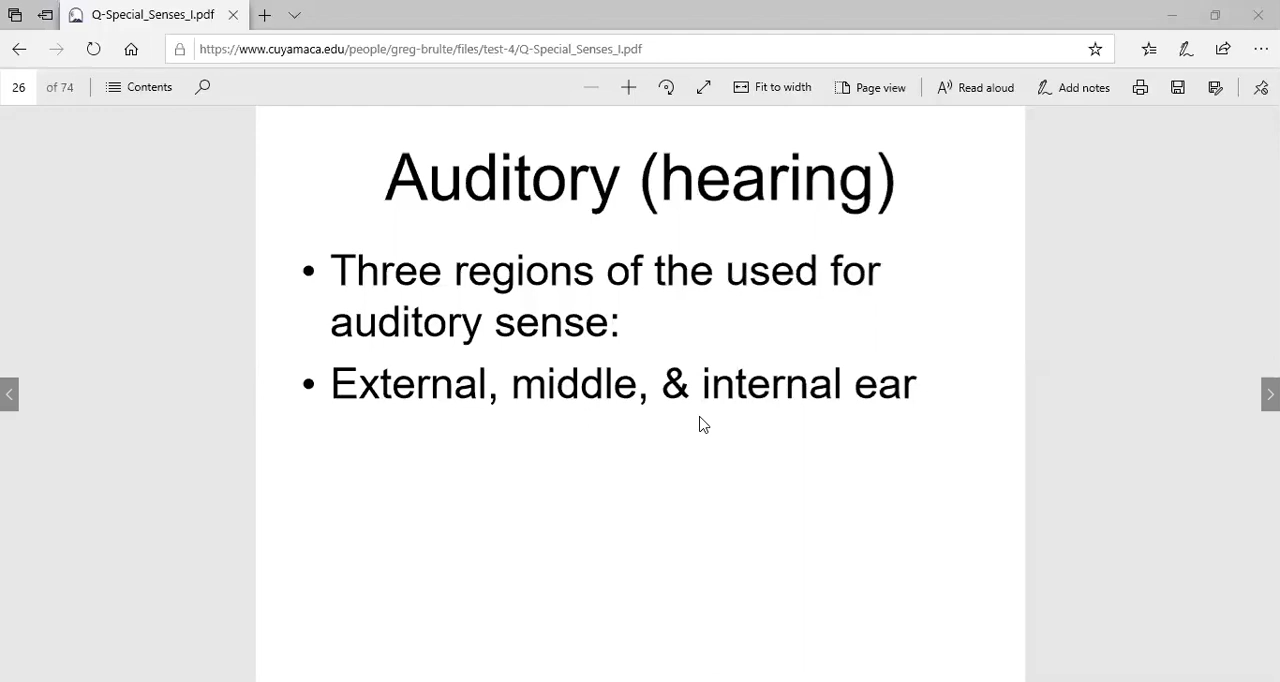 Q-Special_Senses_I.pdf
https://www.cuyamaca.edu/people/greg-brulte/files/test-4/Q-Special_Senses_I.pdf
26 of 74 Contents Fit to width Page view Read aloud Add notes
Auditory (hearing)
• Three regions of the used for
auditory sense:
• External, middle, & internal ear